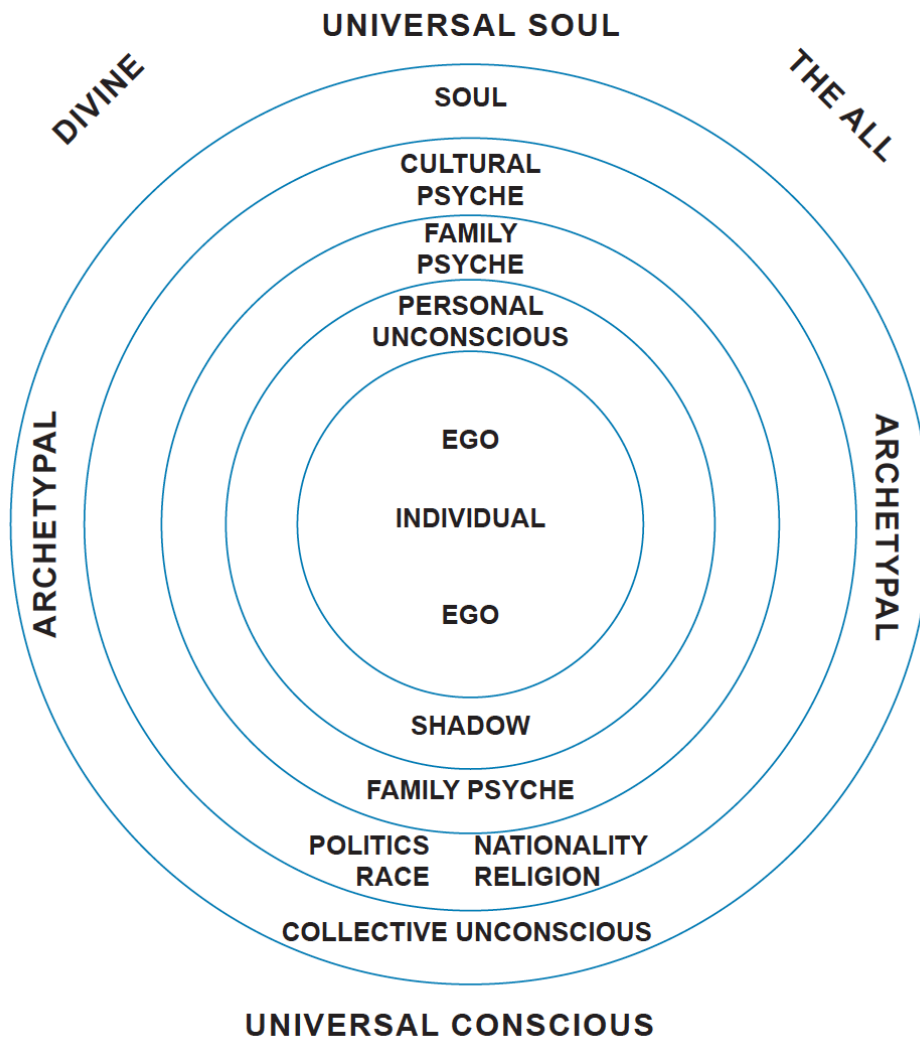 UNIVERSAL SOUL
DIVINE
THE ALL
SOUL
CULTURAL
PSYCHE
FAMILY
PSYCHE
PERSONAL
UNCONSCIOUS
EGO
ARCHETYPAL
INDIVIDUAL
ARCHETYPAL
EGO
SHADOW
FAMILY PSYCHE
POLITICS NATIONALITY
RACE RELIGION
COLLECTIVE UNCONSCIOUS
UNIVERSAL CONSCIOUS